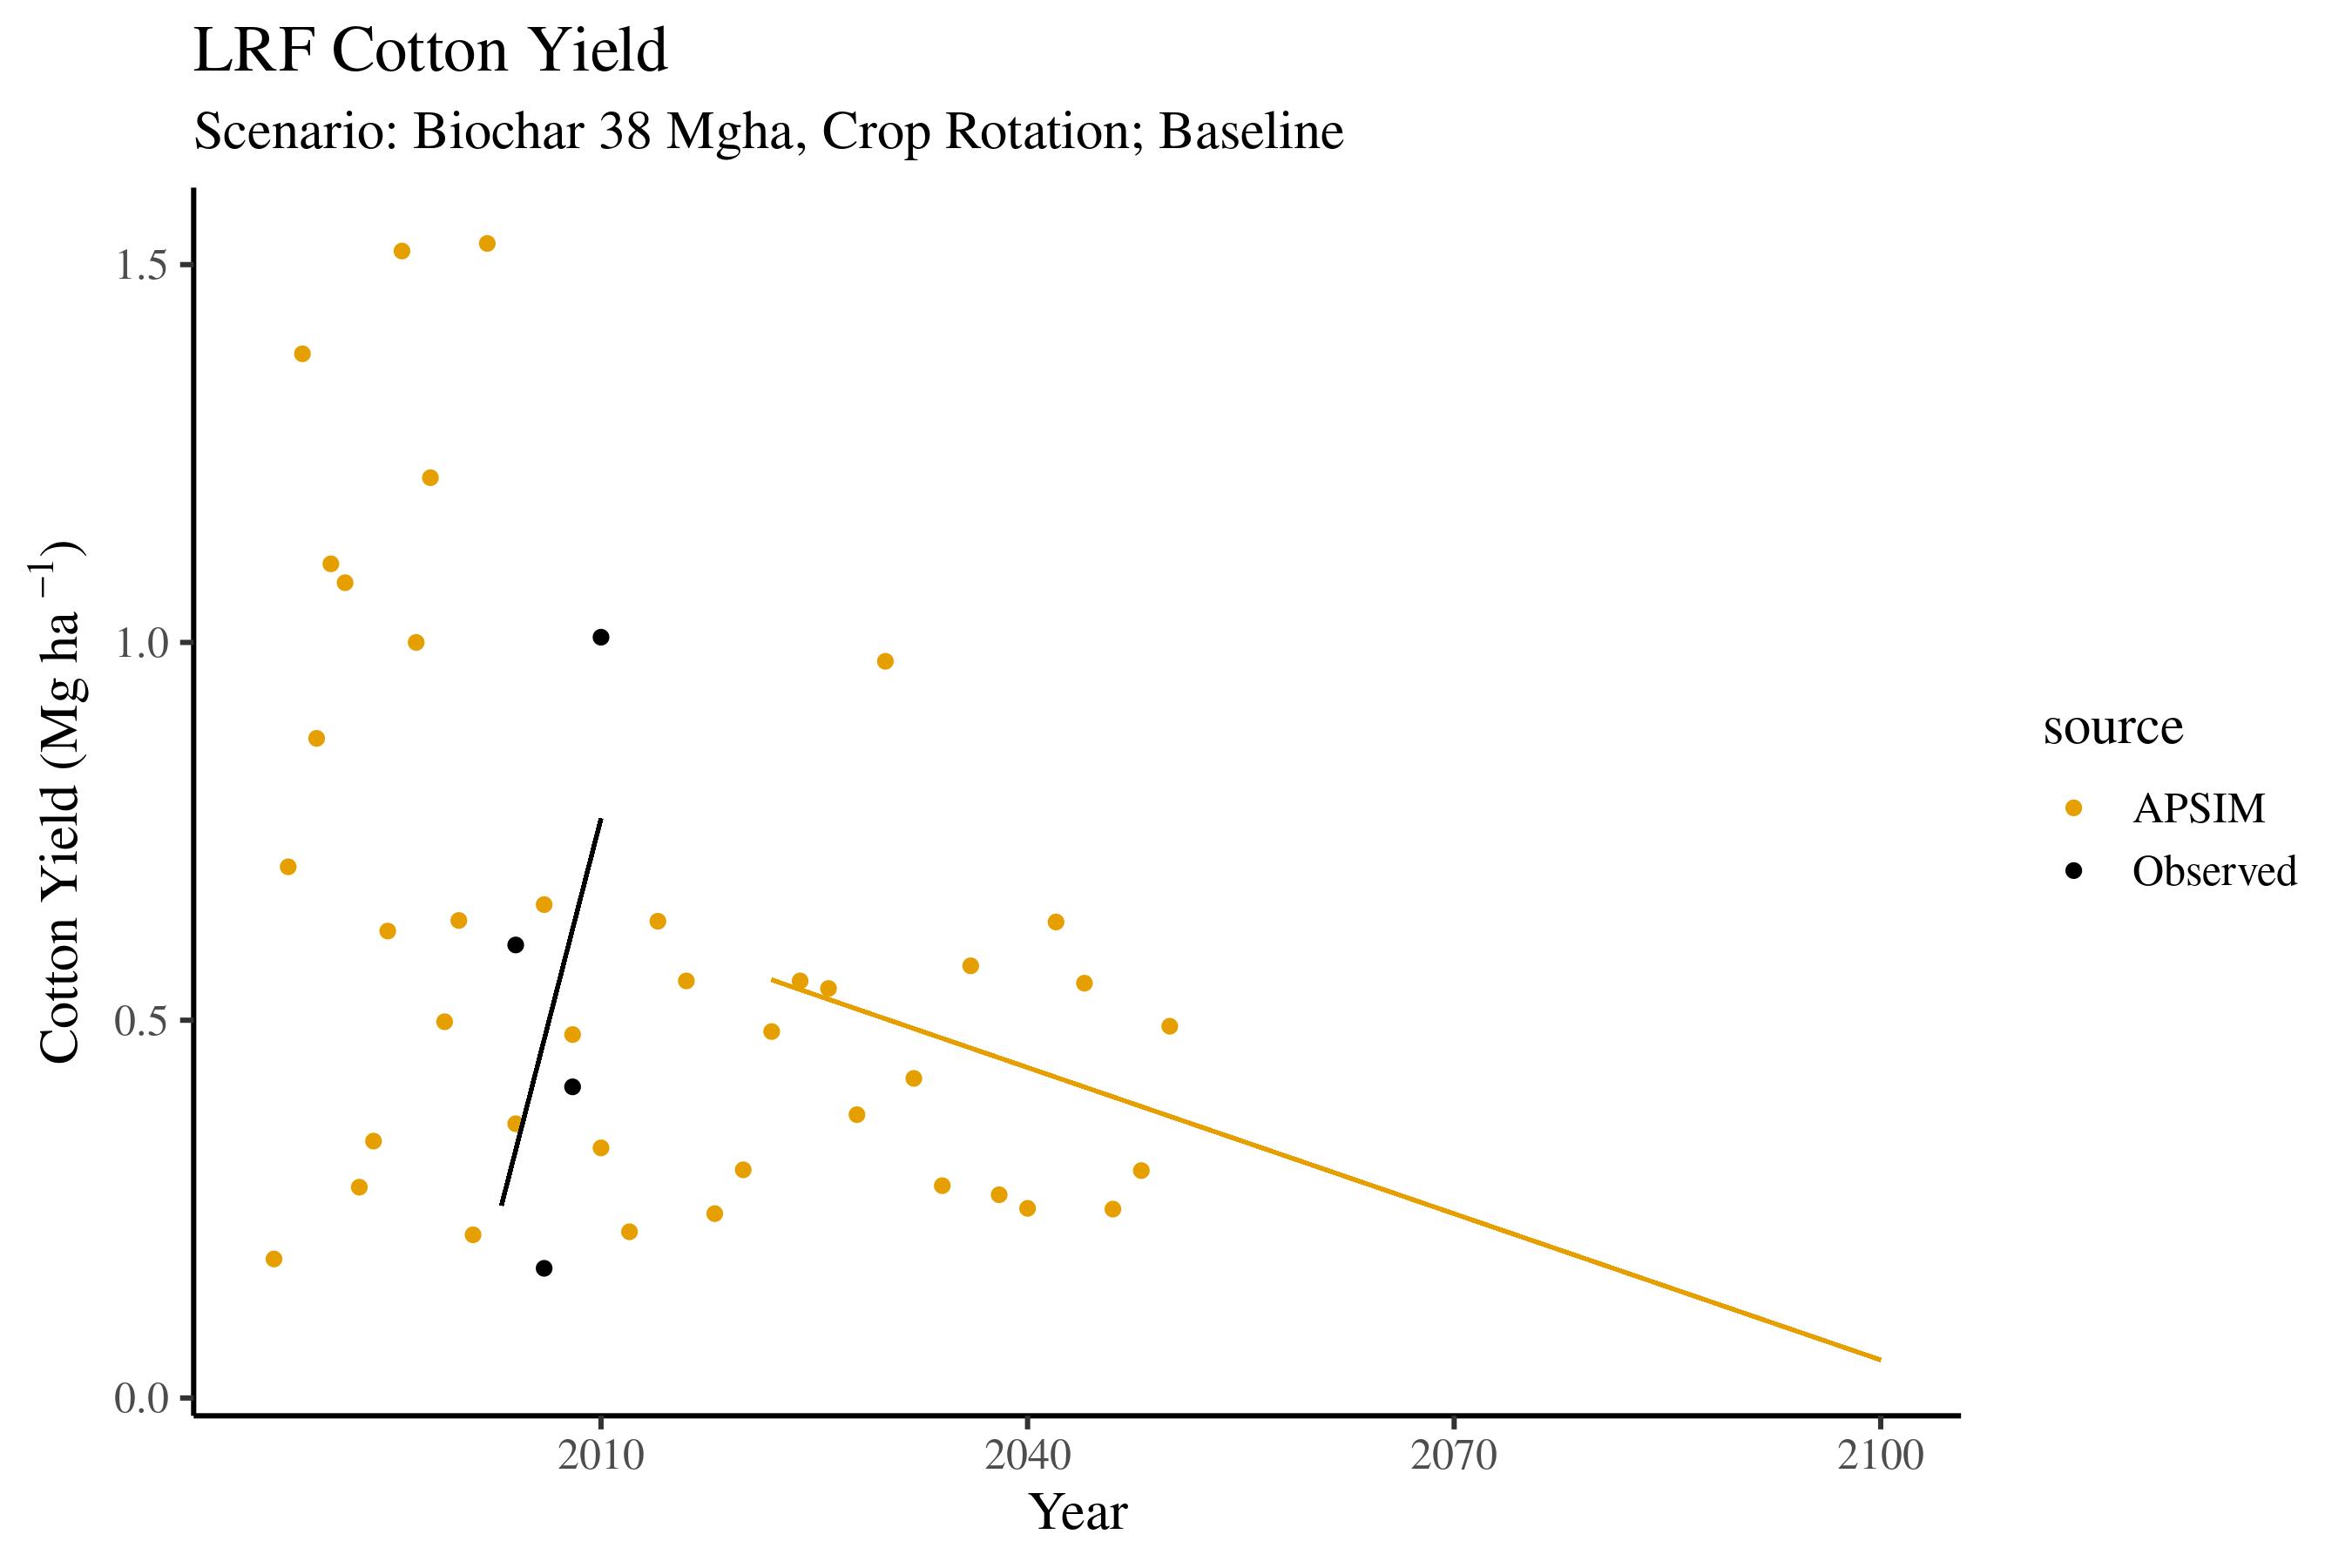 LRF Cotton Yield
Scenario: Biochar 38 Mgha, Crop Rotation; Baseline
Cotton Yield (Mg ha −1)
1.5
1.0
0.5
0.0
2010 2040 2070 2100
Year
source
APSIM
Observed